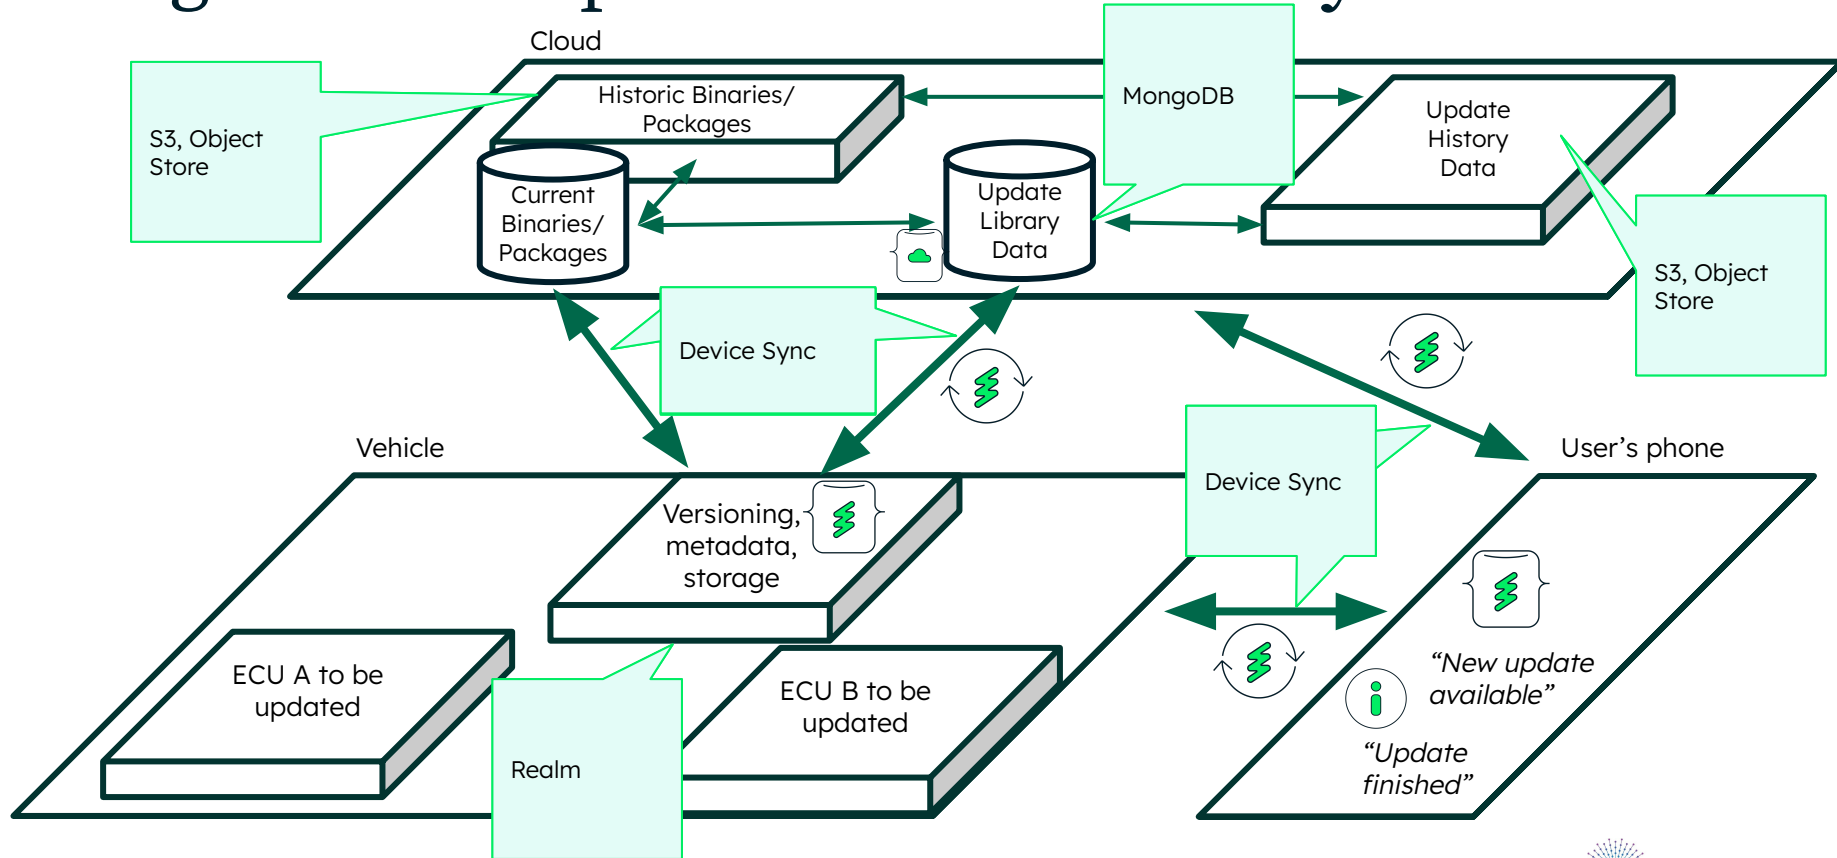 Cloud
Historic Binaries/
Packages
MongoDB
Update
History
Data
S3, Object
Store
Current
Binaries/
Packages
Update
Library
Data
S3, Object
Store
Device Sync
Vehicle
User’s phone
Device Sync
Versioning,
metadata,
storage
ECU A to be
updated
ECU B to be
updated
Realm
“New update
available”
“Update
finished”